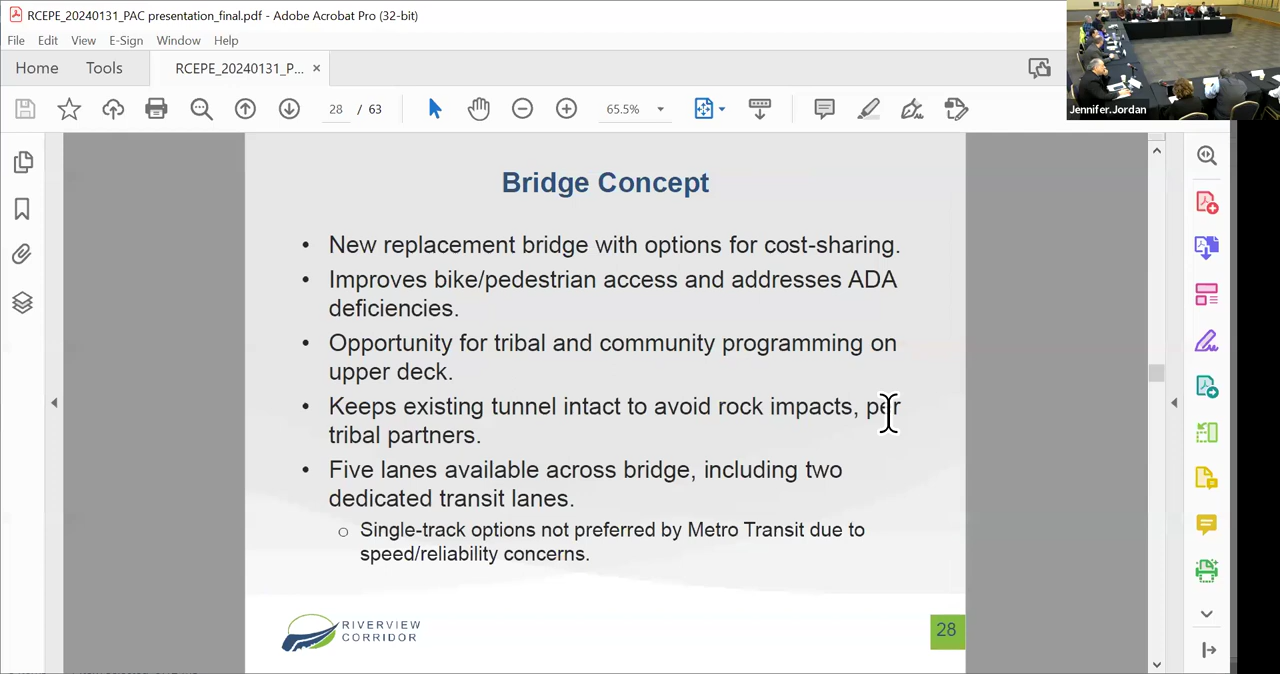 RCEPE_20240131_PAC presentation_final.pdf - Adobe Acrobat Pro (32-bit)
File Edit View E-Sign Window Help
Home Tools RCEPE_20240131_P... ×
28 / 63 65.5%
Jennifer.Jordan
Bridge Concept
• New replacement bridge with options for cost-sharing.
• Improves bike/pedestrian access and addresses ADA
deficiencies.
• Opportunity for tribal and community programming on
upper deck.
• Keeps existing tunnel intact to avoid rock impacts, per
tribal partners.
• Five lanes available across bridge, including two
dedicated transit lanes.
o Single-track options not preferred by Metro Transit due to
speed/reliability concerns.
RIVERVIEW
CORRIDOR
28